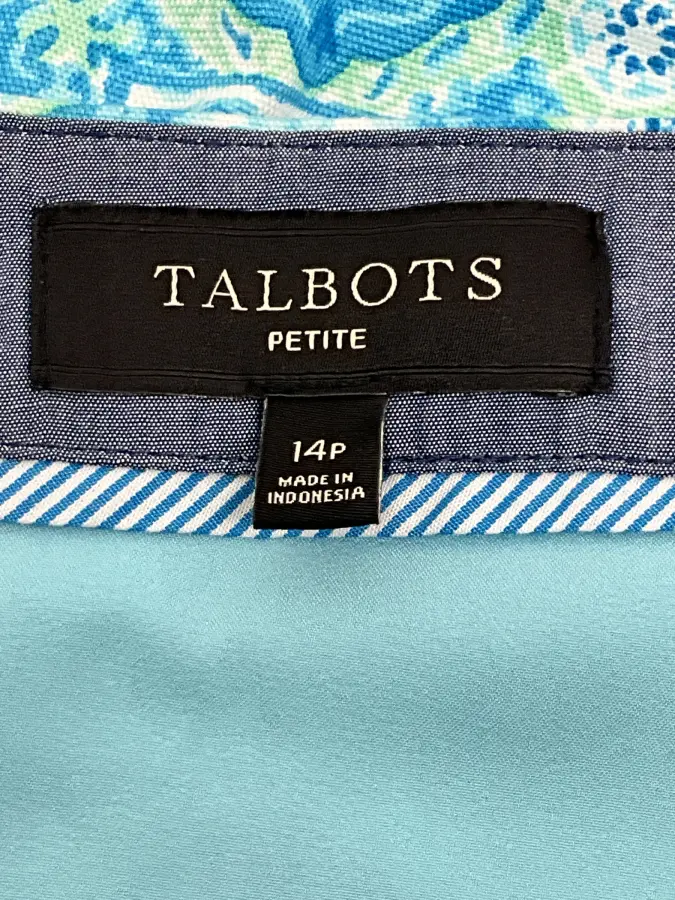 TALBOTS
PETITE
14P
MADE IN
INDONESIA